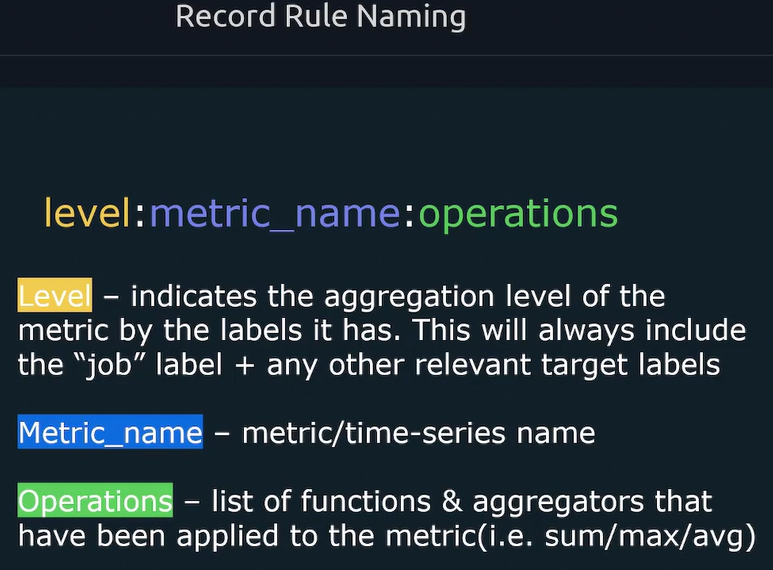 Record Rule Naming
level:metric_name:operations
Level – indicates the aggregation level of the
metric by the labels it has. This will always include
the “job” label + any other relevant target labels
Metric_name – metric/time-series name
Operations – list of functions & aggregators that
have been applied to the metric(i.e. sum/max/avg)